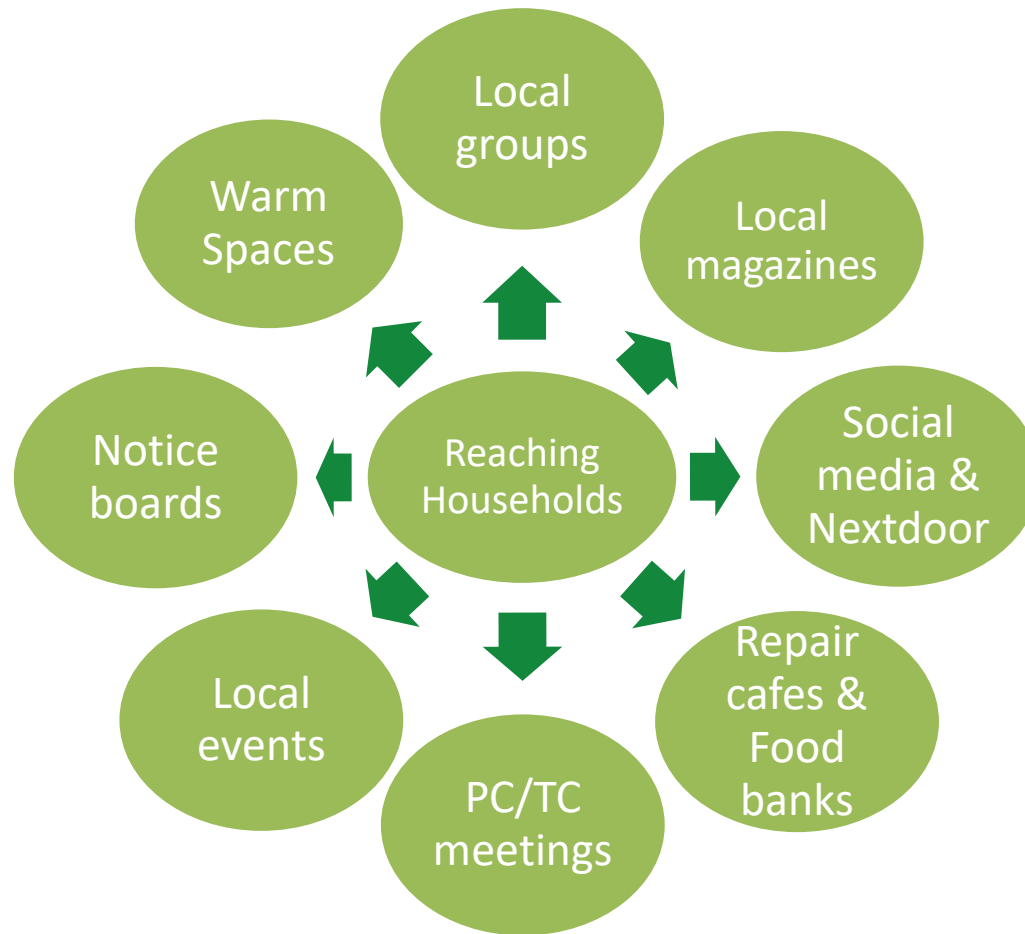 Local
groups
Local
magazines
Social
media &
Nextdoor
Repair
cafes &
Food
banks
PC/TC
meetings
Local
events
Notice
boards
Warm
Spaces
Reaching
Households